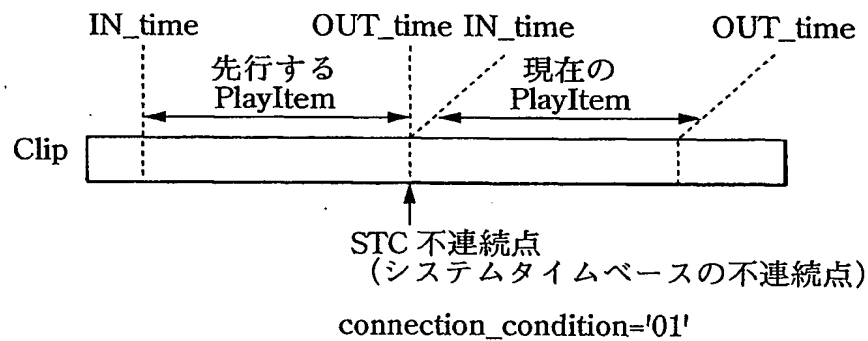 IN_time OUT_time IN_time OUT_time
先行する 現在の
PlayItem PlayItem
Clip
STC 不連続点
（システムタイムベースの不連続点）
connection_condition='01'